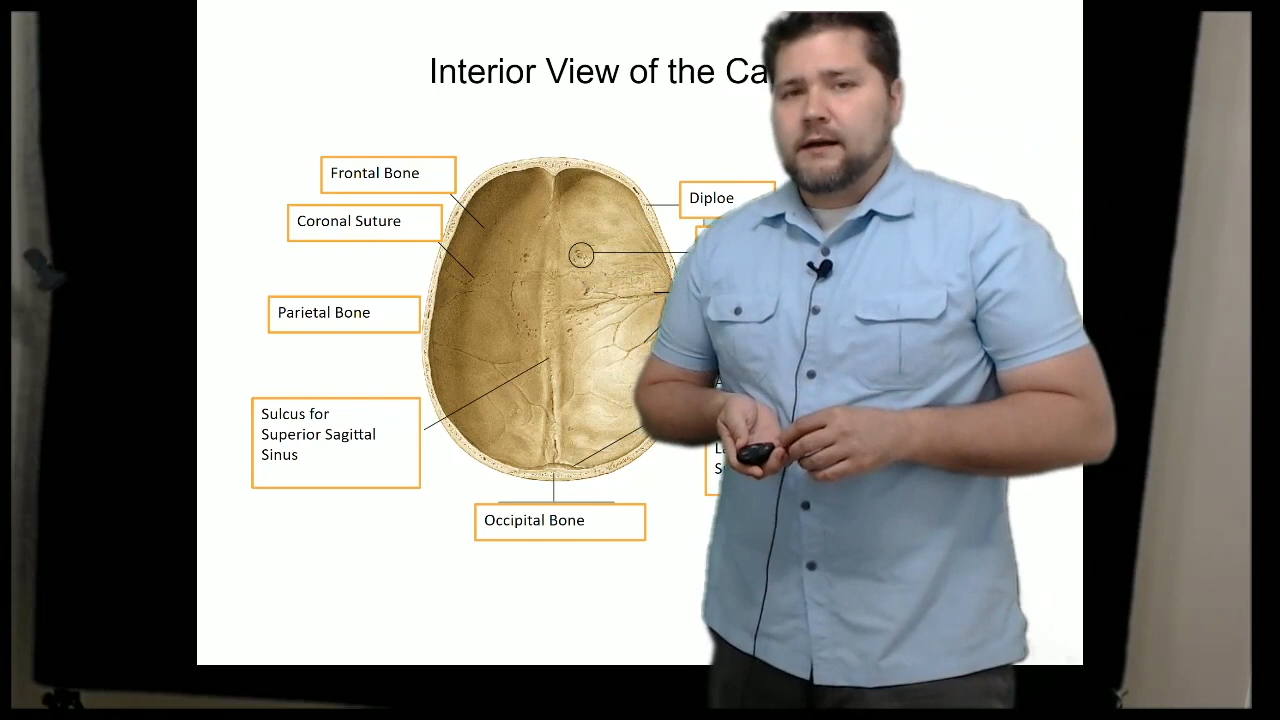 Interior View of the Ca
Frontal Bone
Coronal Suture
Diploe
Parietal Bone
Sulcus for
Superior Sagittal
Sinus
Occipital Bone